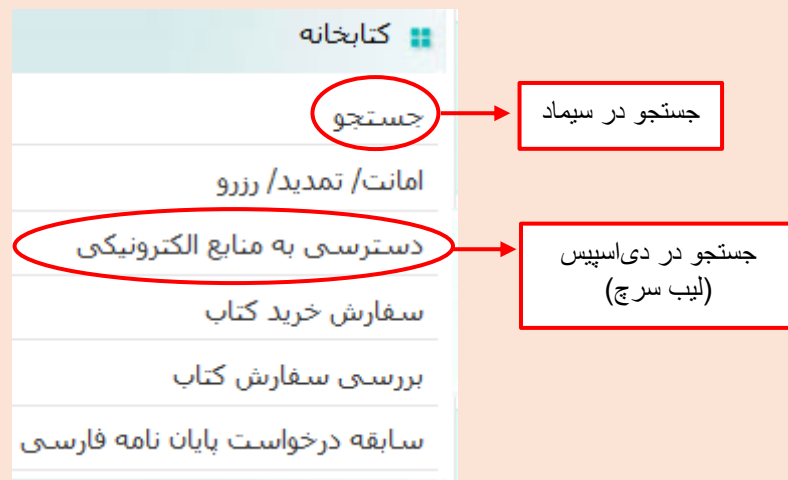 کتابخانه
جستجو
جستجو در سیماد
امانت/ تمدید/ رزرو
دسترسی به منابع الکترونیکی
جستجو در دی‌اسپیس
(لیب سرچ)
سفارش خرید کتاب
بررسی سفارش کتاب
سابقه درخواست پایان نامه فارسی